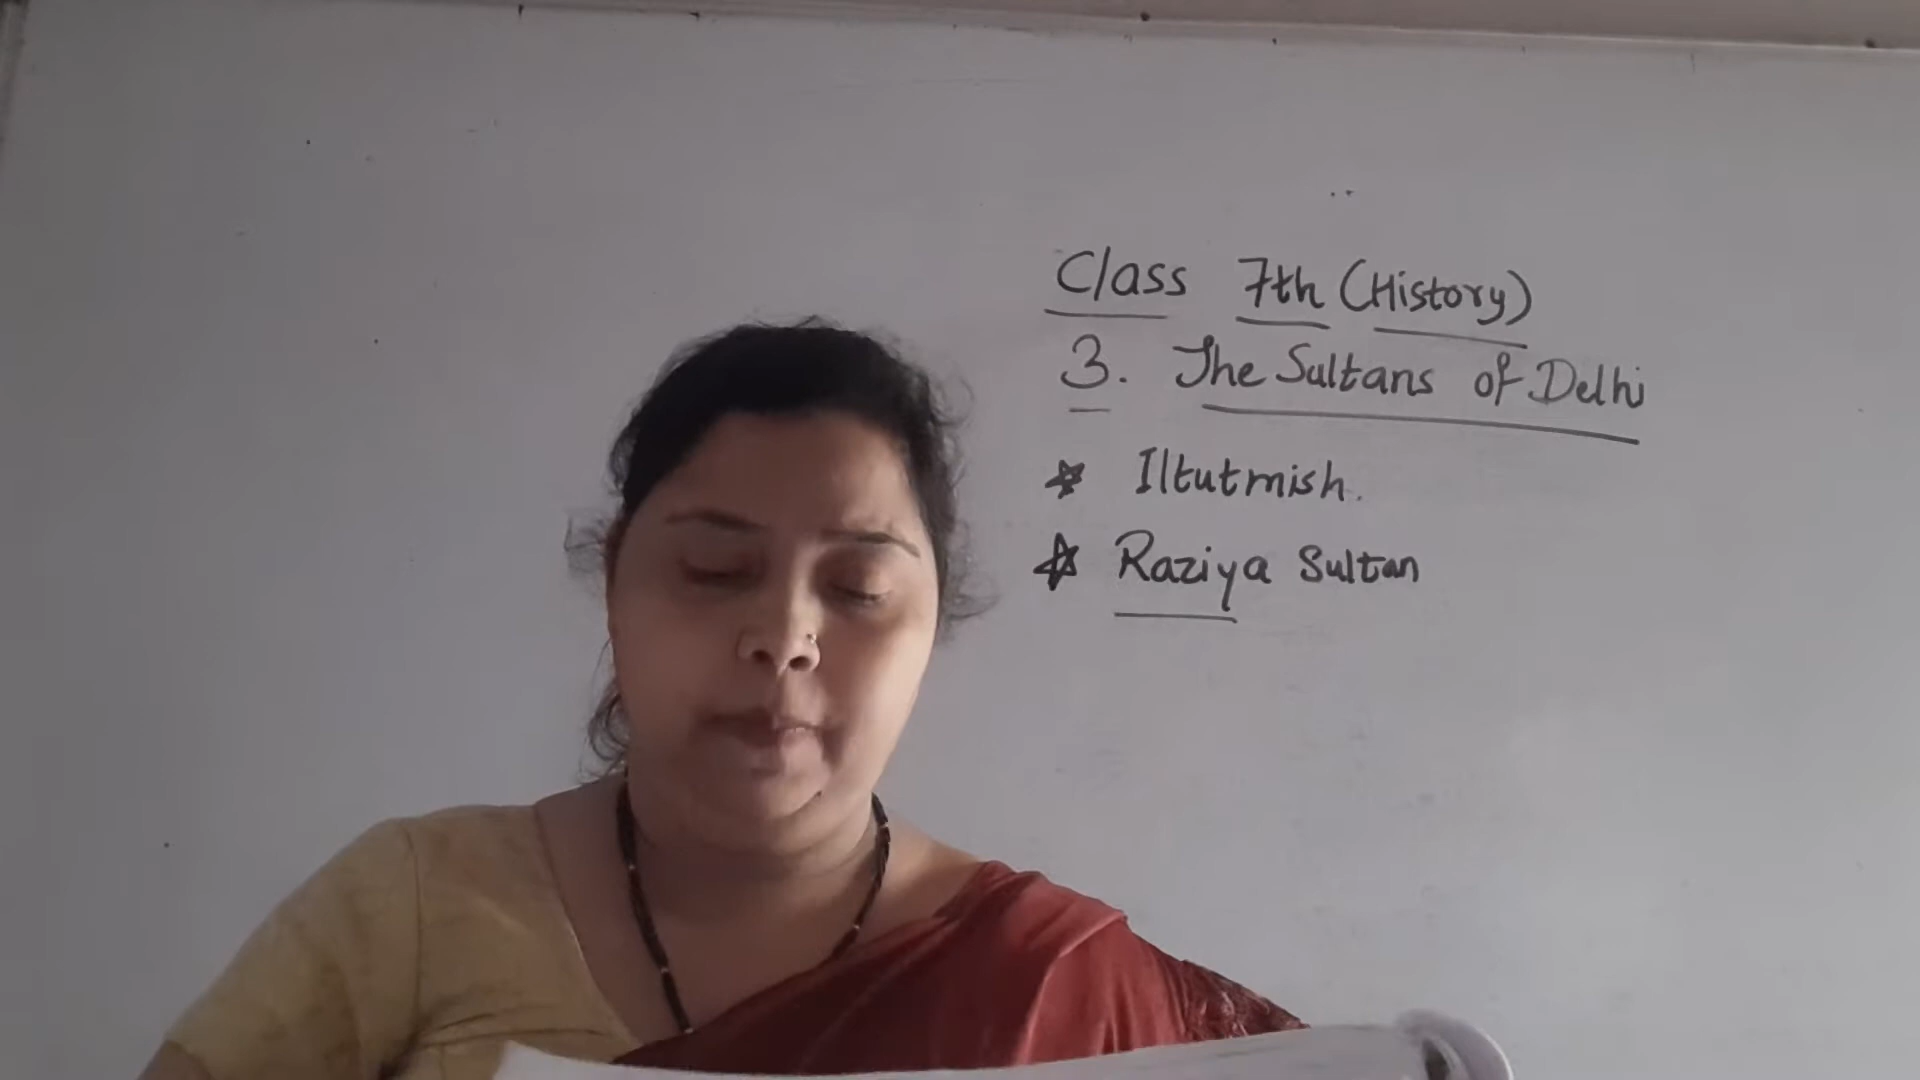 Class 7th (History)
3. The Sultans of Delhi
☆ Iltutmish.
☆ Raziya Sultan